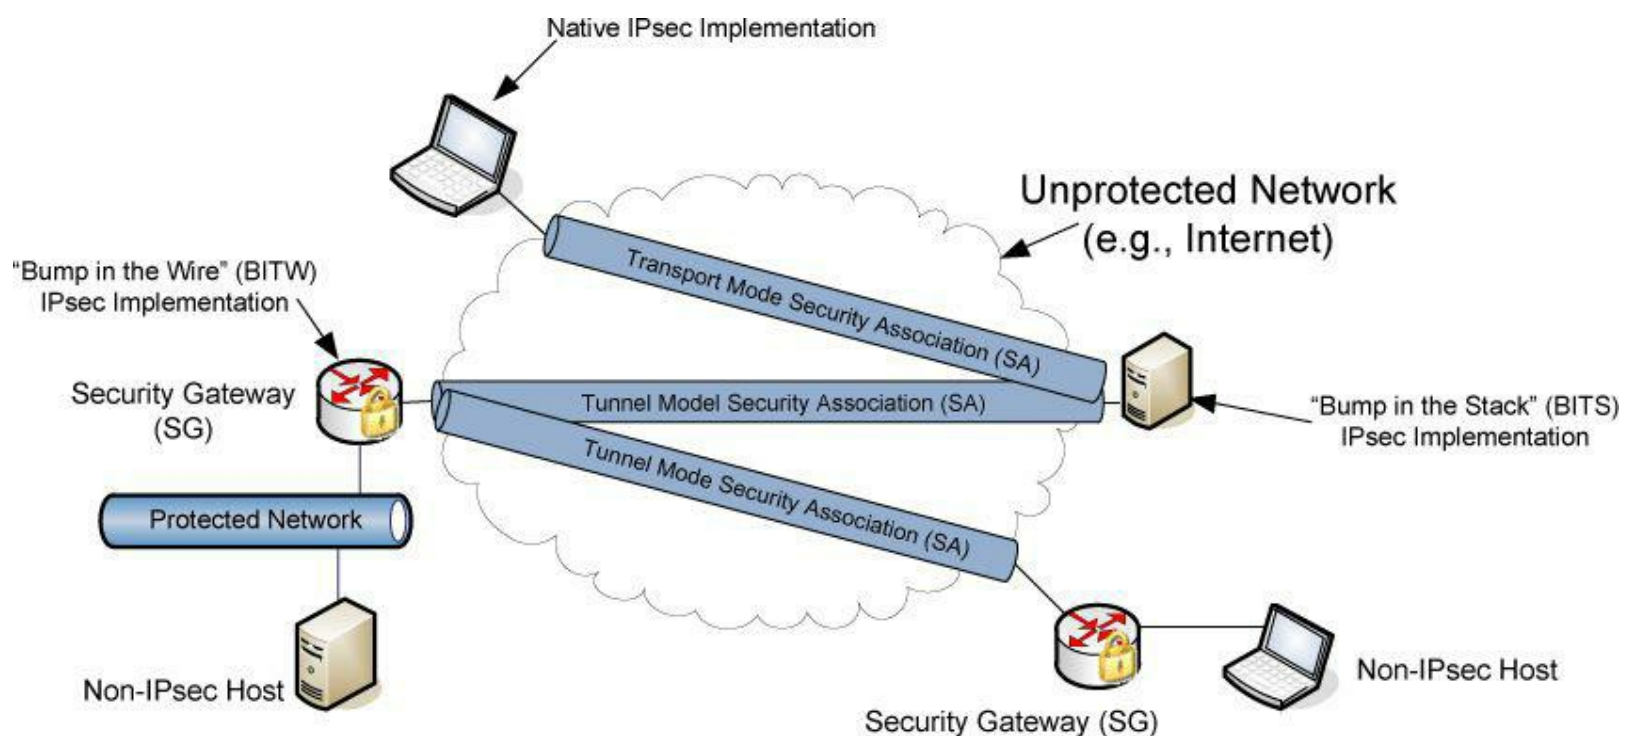 Native IPsec Implementation
Unprotected Network
(e.g., Internet)
Transport Mode Security Association (SA)
“Bump in the Wire” (BITW)
IPsec Implementation
Security Gateway
(SG)
Tunnel Model Security Association (SA)
“Bump in the Stack” (BITS)
IPsec Implementation
Tunnel Mode Security Association (SA)
Protected Network
Non-IPsec Host
Security Gateway (SG)
Non-IPsec Host